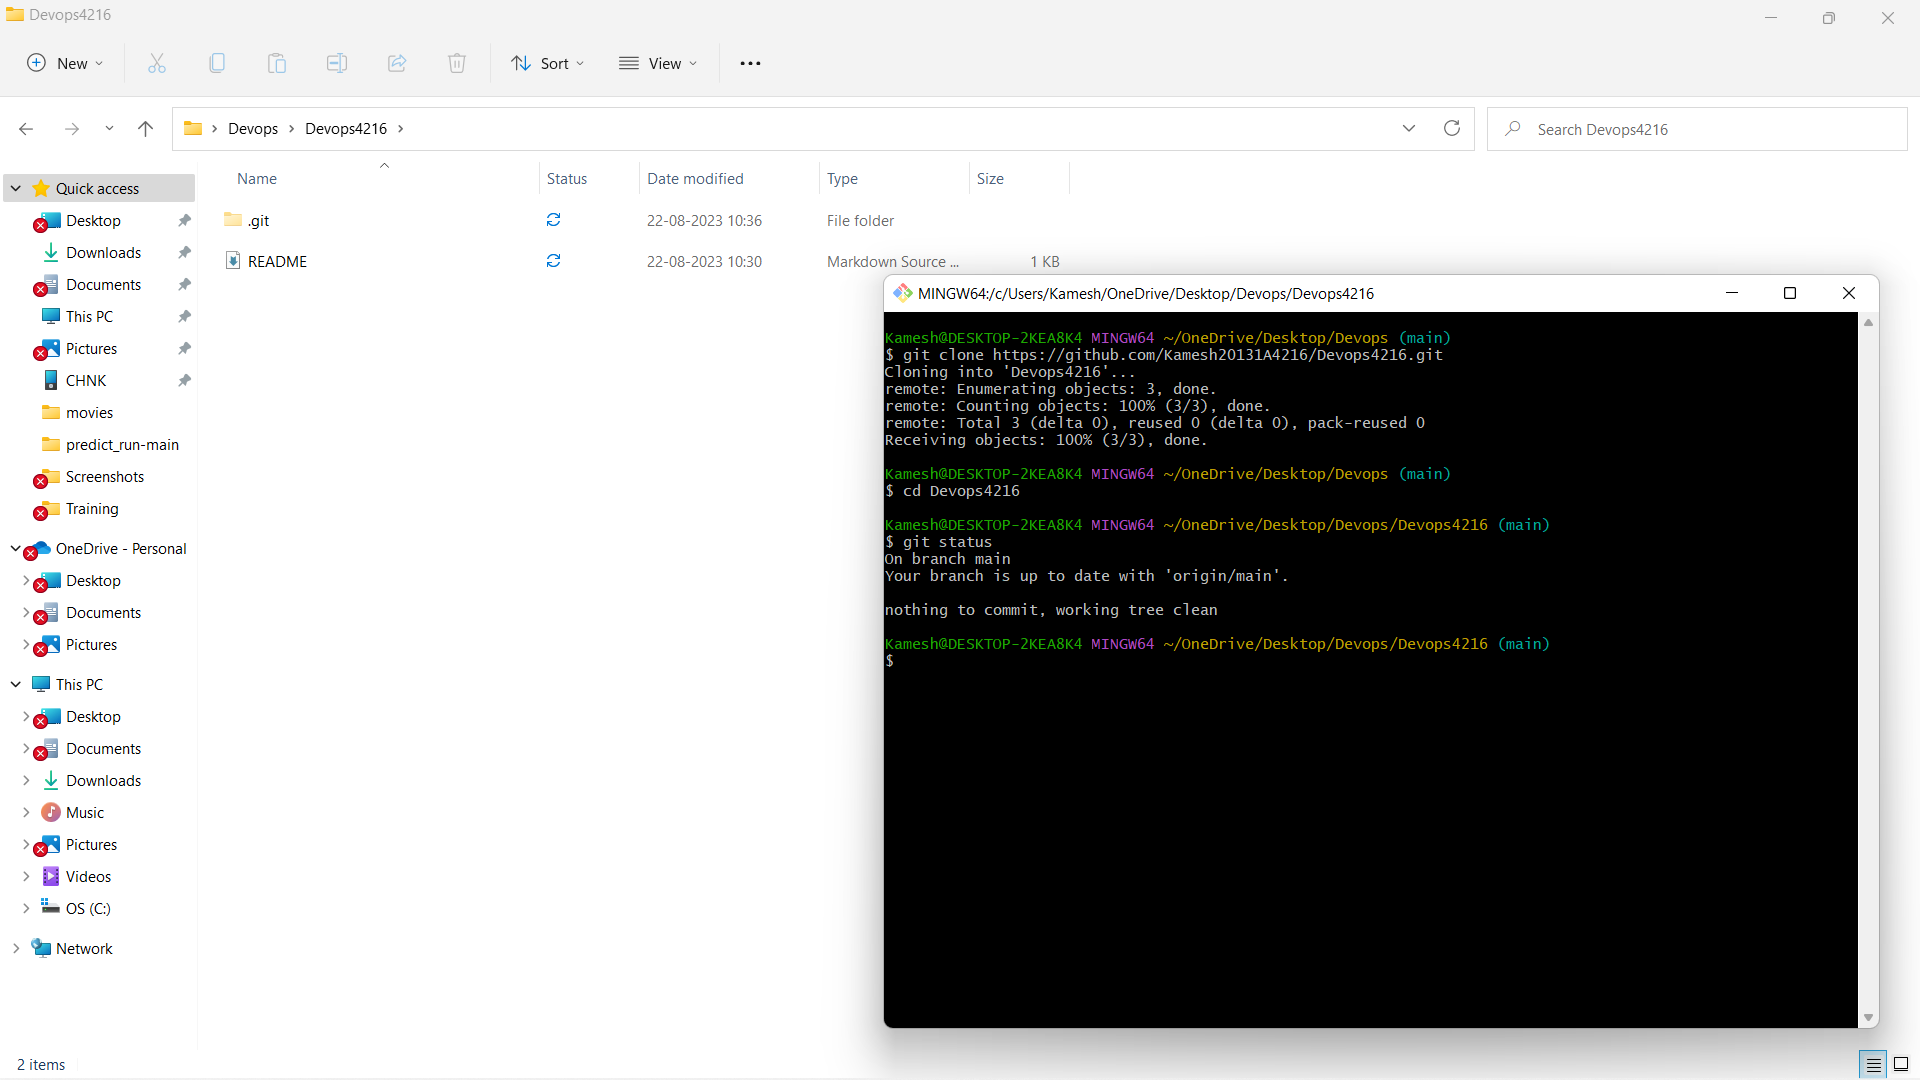 Devops4216
New
Sort
View
Devops
Devops4216
Search Devops4216
Name
Status
Date modified
Type
Size
.git
22-08-2023 10:36
File folder
README
22-08-2023 10:30
Markdown Source ...
1 KB
Quick access
Desktop
Downloads
Documents
This PC
Pictures
CHNK
movies
predict_run-main
Screenshots
Training
OneDrive - Personal
Desktop
Documents
Pictures
This PC
Desktop
Documents
Downloads
Music
Pictures
Videos
OS (C:)
Network
2 items
MINGW64:/c/Users/Kamesh/OneDrive/Desktop/Devops/Devops4216
Kamesh@DESKTOP-2KEA8K4 MINGW64 ~/OneDrive/Desktop/Devops (main)
$ git clone https://github.com/Kamesh20131A4216/Devops4216.git
Cloning into 'Devops4216'...
remote: Enumerating objects: 3, done.
remote: Counting objects: 100% (3/3), done.
remote: Total 3 (delta 0), reused 0 (delta 0), pack-reused 0
Receiving objects: 100% (3/3), done.
Kamesh@DESKTOP-2KEA8K4 MINGW64 ~/OneDrive/Desktop/Devops (main)
$ cd Devops4216
Kamesh@DESKTOP-2KEA8K4 MINGW64 ~/OneDrive/Desktop/Devops/Devops4216 (main)
$ git status
On branch main
Your branch is up to date with 'origin/main'.
nothing to commit, working tree clean
Kamesh@DESKTOP-2KEA8K4 MINGW64 ~/OneDrive/Desktop/Devops/Devops4216 (main)
$